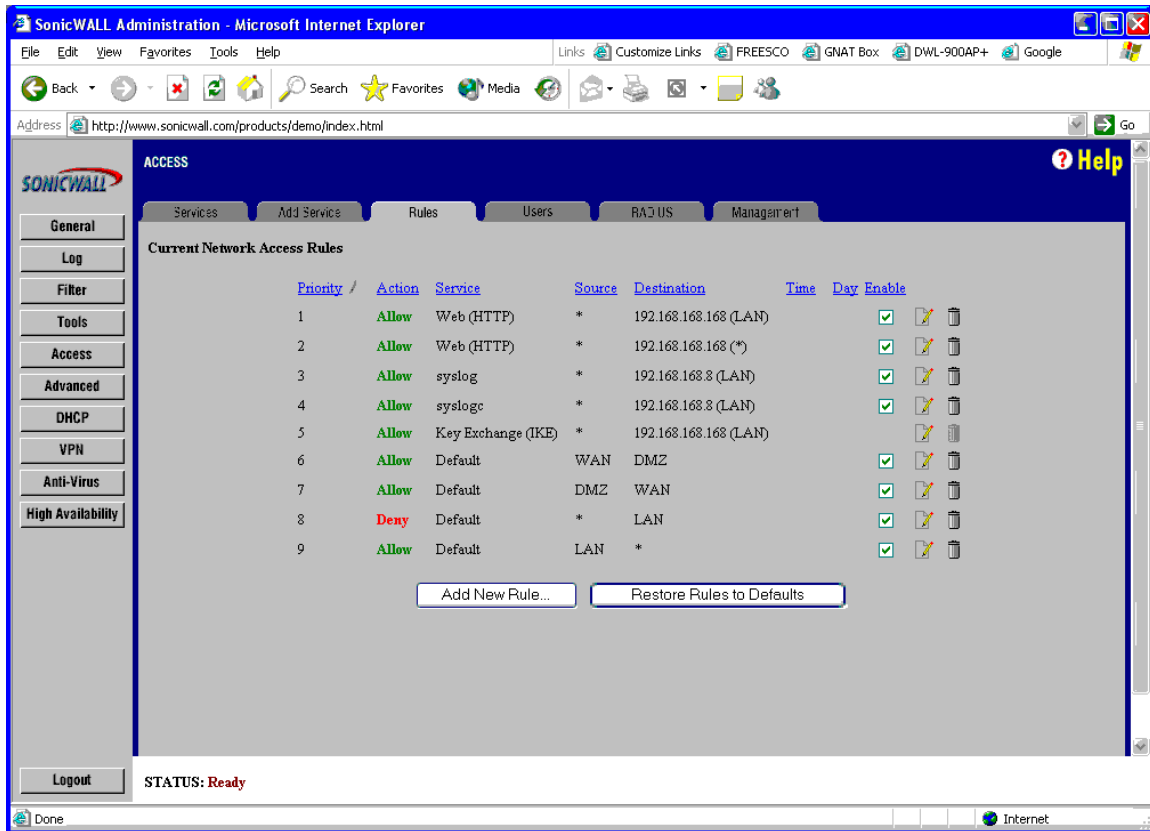 SonicWALL Administration - Microsoft Internet Explorer
File Edit View Favorites Tools Help Links Customize Links FREESCO GNAT Box DWL-900AP+ Google
Back Search Favorites Media
Address http://www.sonicwall.com/products/demo/index.html Go
SONICWALL
ACCESS
? Help
Services Add Service Rules Users RADIUS Management
General
Log
Filter
Tools
Access
Advanced
DHCP
VPN
Anti-Virus
High Availability
Current Network Access Rules
Priority Action Service Source Destination Time Day Enable
1 Allow Web (HTTP) * 192.168.168.168 (LAN)
2 Allow Web (HTTP) * 192.168.168.168 (*)
3 Allow syslog * 192.168.168.8 (LAN)
4 Allow syslogc * 192.168.168.8 (LAN)
5 Allow Key Exchange (IKE) * 192.168.168.168 (LAN)
6 Allow Default WAN DMZ
7 Allow Default DMZ WAN
8 Deny Default * LAN
9 Allow Default LAN *
Add New Rule... Restore Rules to Defaults
Logout
STATUS: Ready
Done Internet